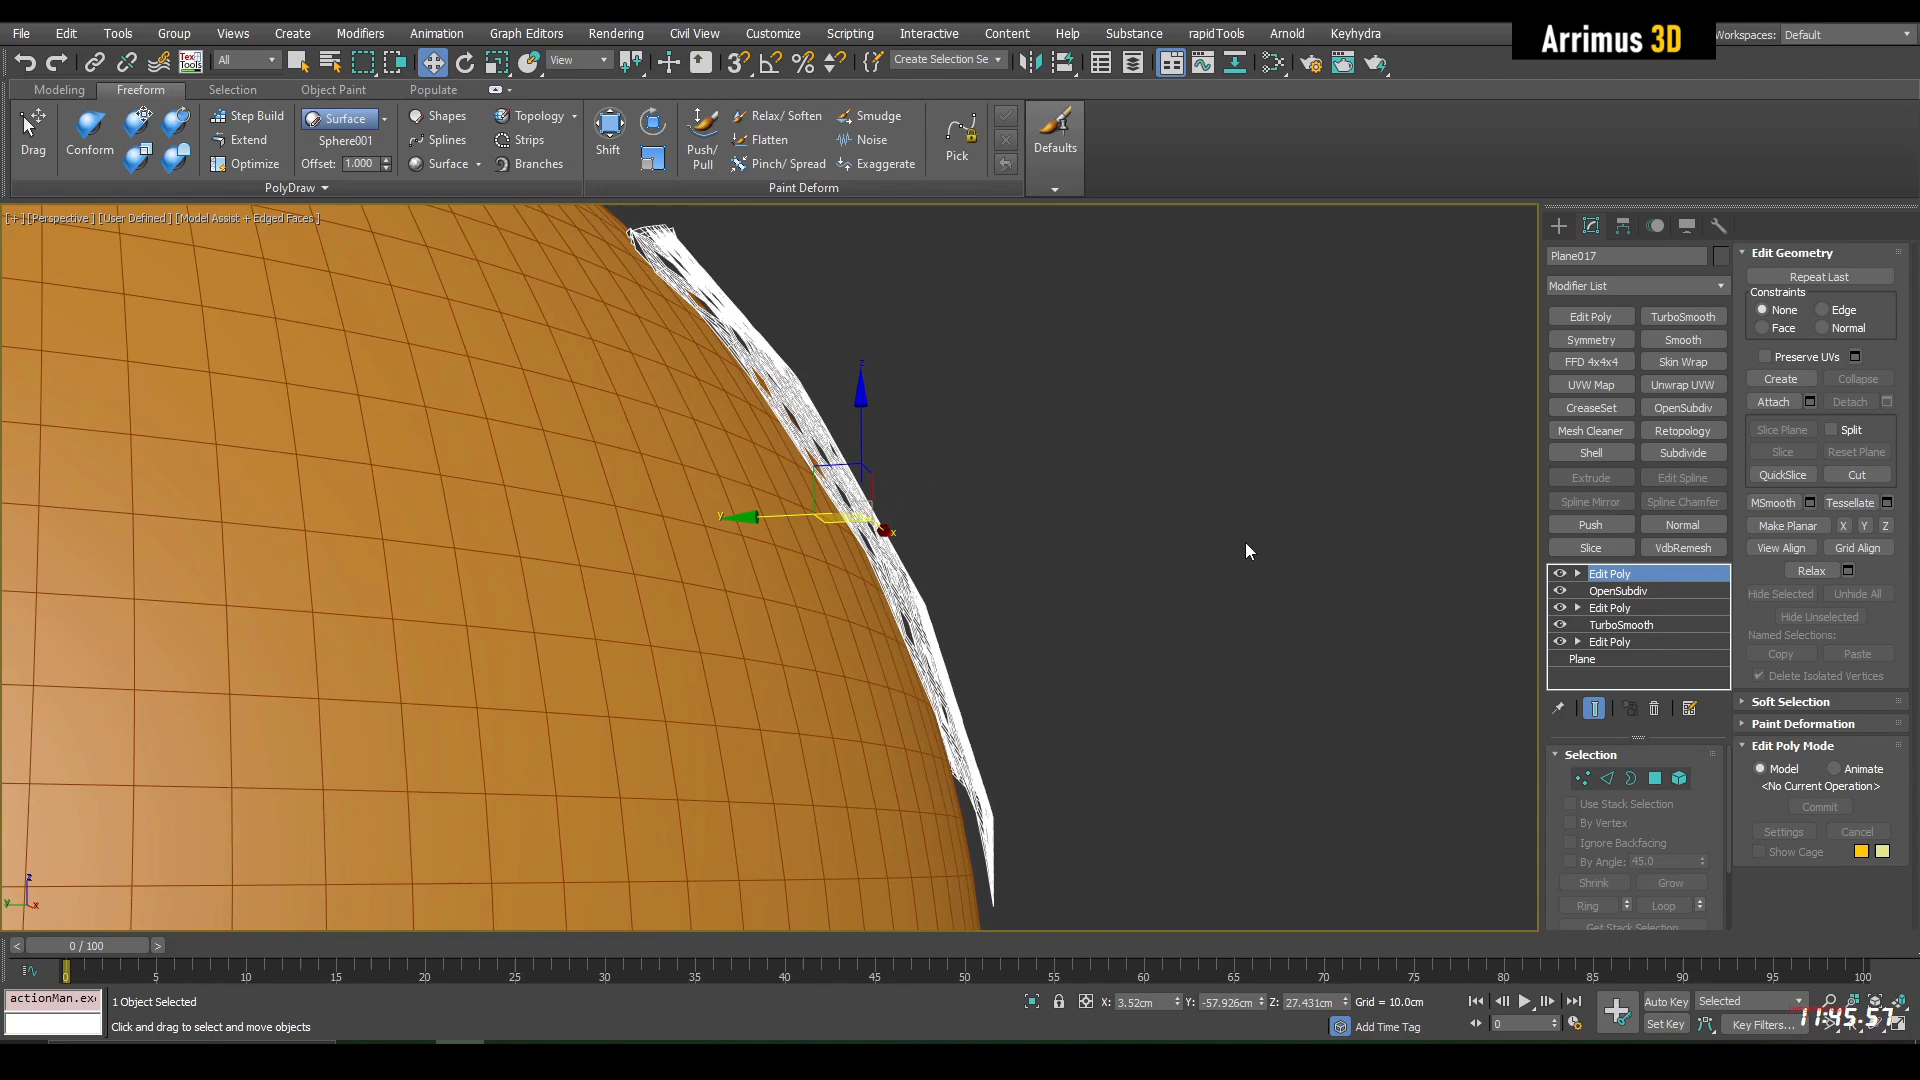 Arrimus 3D
File Edit Tools Group Views Create Modifiers Animation Graph Editors Rendering Civil View Customize Scripting Interactive Content Help Substance rapidTools Arnold Keyhydra
Workspaces: Default
All View Create Selection Se
Modeling Freeform Selection Object Paint Populate
Drag Conform
Step Build
Extend
Optimize
Surface
Sphere001
Offset: 1.000
Shapes
Splines
Surface
Topology
Strips
Branches
PolyDraw
Shift
Push/
Pull
Relax/ Soften
Flatten
Pinch/ Spread
Smudge
Noise
Exaggerate
Paint Deform
Pick
Defaults
[+] [Perspective] [User Defined] [Model Assist + Edged Faces]
z
y
x
z
y
x
Plane017
Modifier List
Edit Poly TurboSmooth
Symmetry Smooth
FFD 4x4x4 Skin Wrap
UVW Map Unwrap UVW
CreaseSet OpenSubdiv
Mesh Cleaner Retopology
Shell Subdivide
Extrude Edit Spline
Spline Mirror Spline Chamfer
Push Normal
Slice VdbRemesh
Edit Poly
OpenSubdiv
Edit Poly
TurboSmooth
Edit Poly
Plane
Selection
Use Stack Selection
By Vertex
Ignore Backfacing
By Angle: 45.0
Shrink Grow
Ring Loop
Get Stack Selection
Edit Geometry
Repeat Last
Constraints
None Edge
Face Normal
Preserve UVs
Create Collapse
Attach Detach
Slice Plane Split
Slice Reset Plane
QuickSlice Cut
MSmooth Tessellate
Make Planar X Y Z
View Align Grid Align
Relax
Hide Selected Unhide All
Hide Unselected
Named Selections:
Copy Paste
Delete Isolated Vertices
Soft Selection
Paint Deformation
Edit Poly Mode
Model Animate
<No Current Operation>
Commit
Settings Cancel
Show Cage
< 0 / 100 >
0 5 10 15 20 25 30 35 40 45 50 55 60 65 70 75 80 85 90 95 100
actionMan.exe
1 Object Selected
Click and drag to select and move objects
X: 3.52cm Y: -57.926cm Z: 27.431cm Grid = 10.0cm
Add Time Tag
0
Auto Key Selected
Set Key Key Filters...
11:45:57